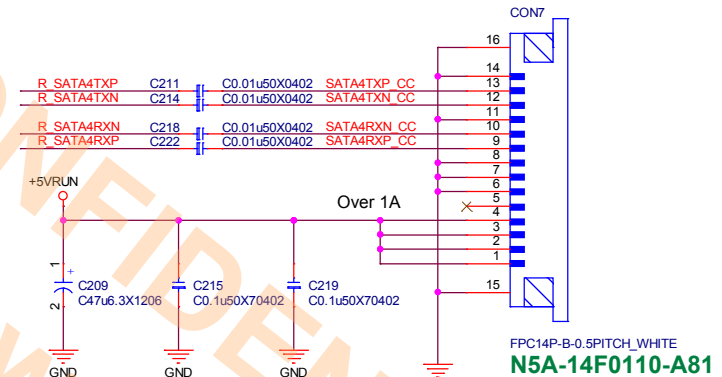 CON7
16
14
R_SATA4TXP C211 C0.01u50X0402 SATA4TXP_CC 13
R_SATA4TXN C214 C0.01u50X0402 SATA4TXN_CC 12
11
R_SATA4RXN C218 C0.01u50X0402 SATA4RXN_CC 10
R_SATA4RXP C222 C0.01u50X0402 SATA4RXP_CC 9
8
7
6
+5VRUN
5
Over 1A
4
3
2
1
15
1 + C209 C215 C219
2 C47u6.3X1206 C0.1u50X70402 C0.1u50X70402
GND GND GND
FPC14P-B-0.5PITCH_WHITE
N5A-14F0110-A81